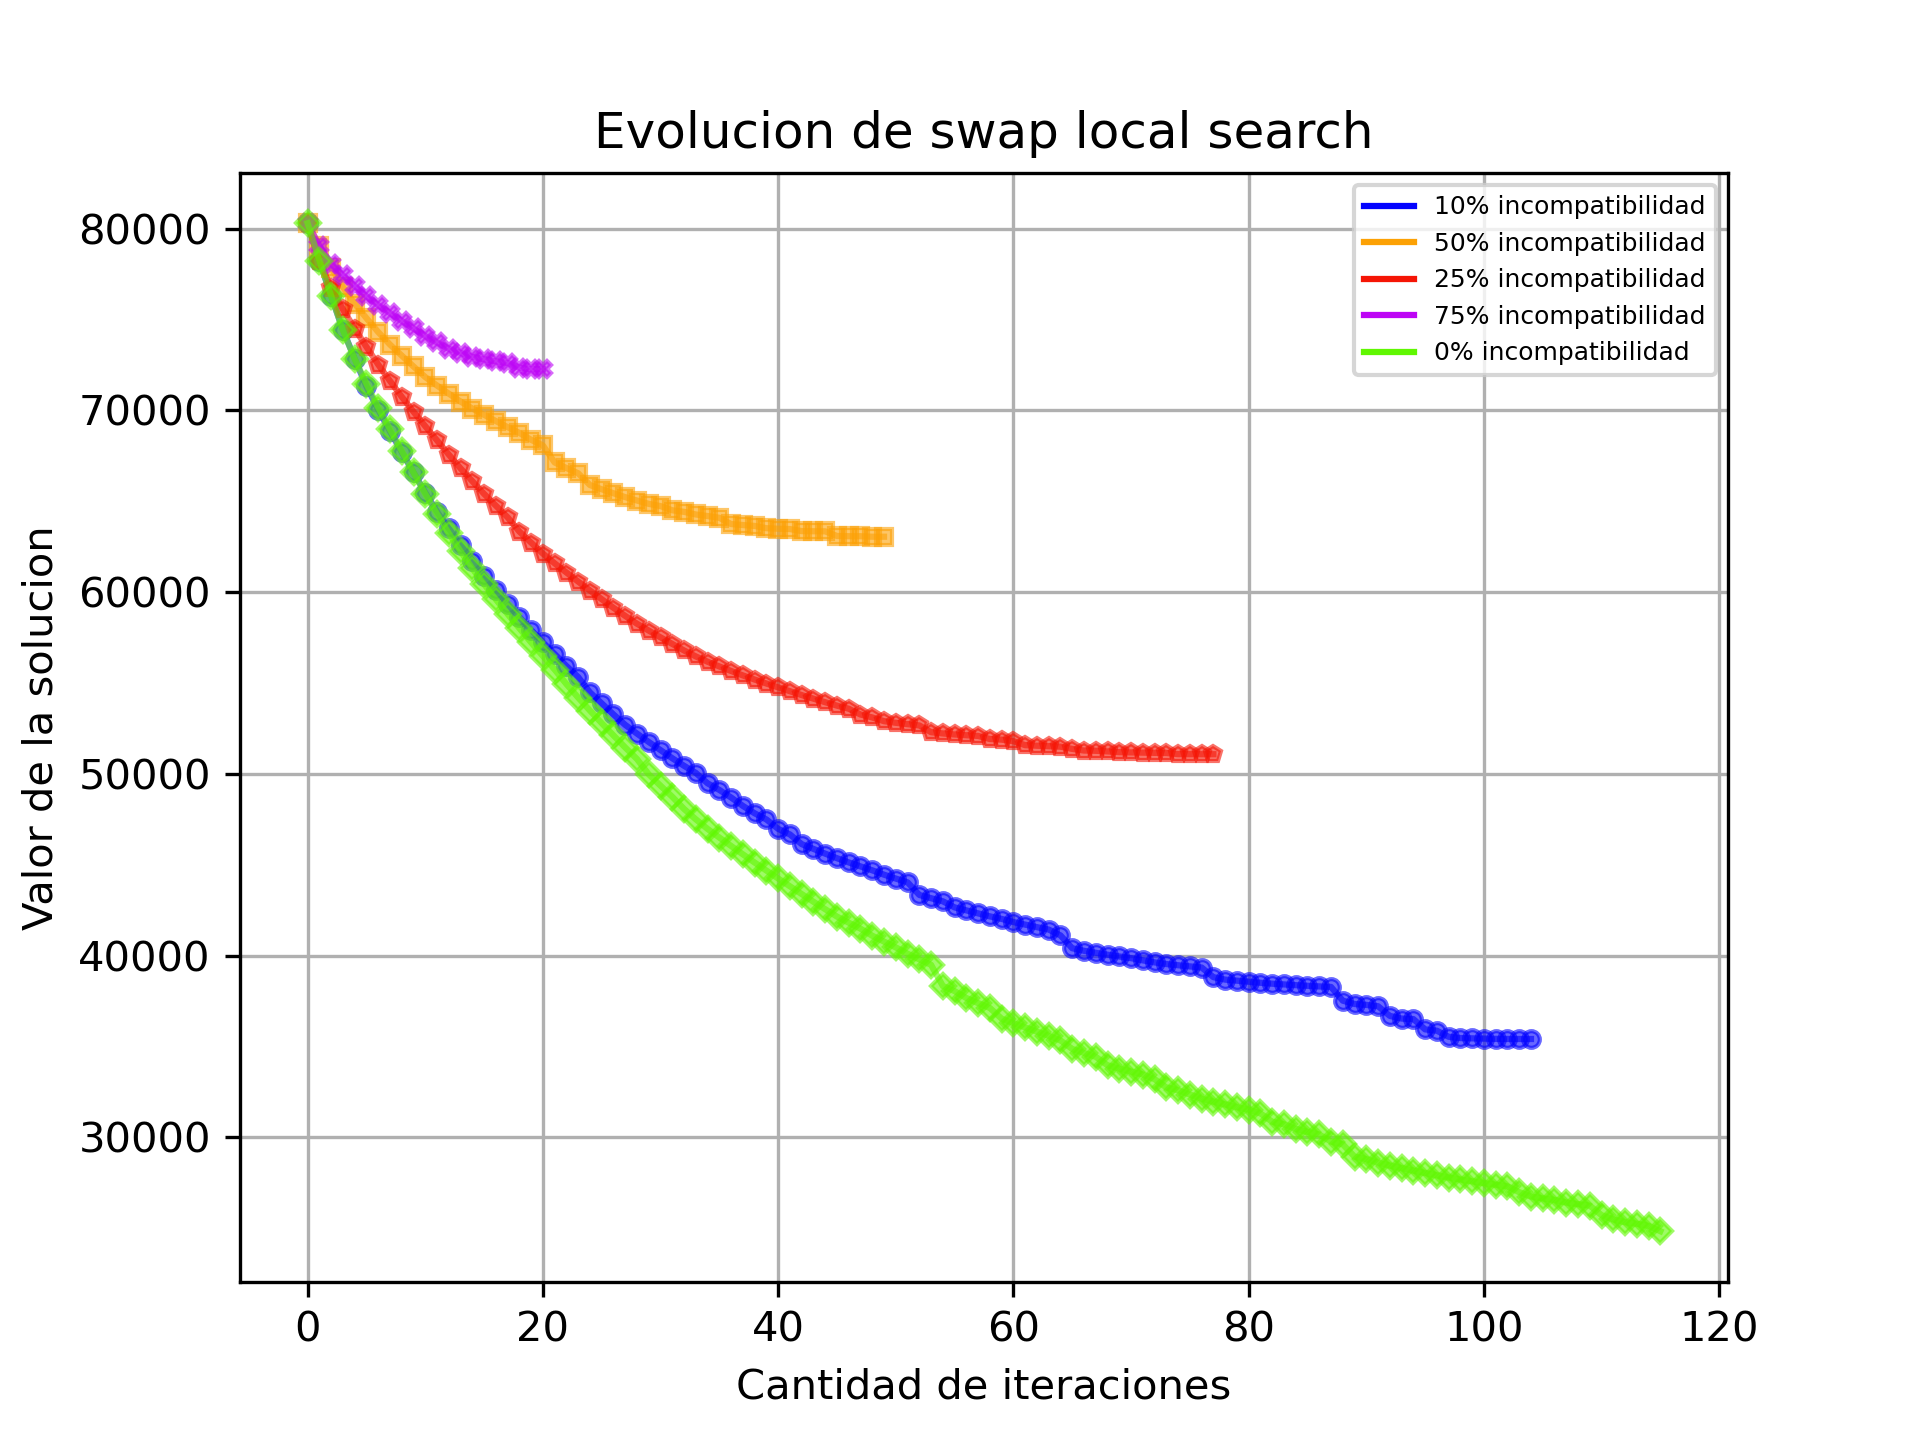 Evolucion de swap local search
10% incompatibilidad
50% incompatibilidad
25% incompatibilidad
75% incompatibilidad
0% incompatibilidad
Valor de la solucion
80000
70000
60000
50000
40000
30000
0 20 40 60 80 100 120
Cantidad de iteraciones